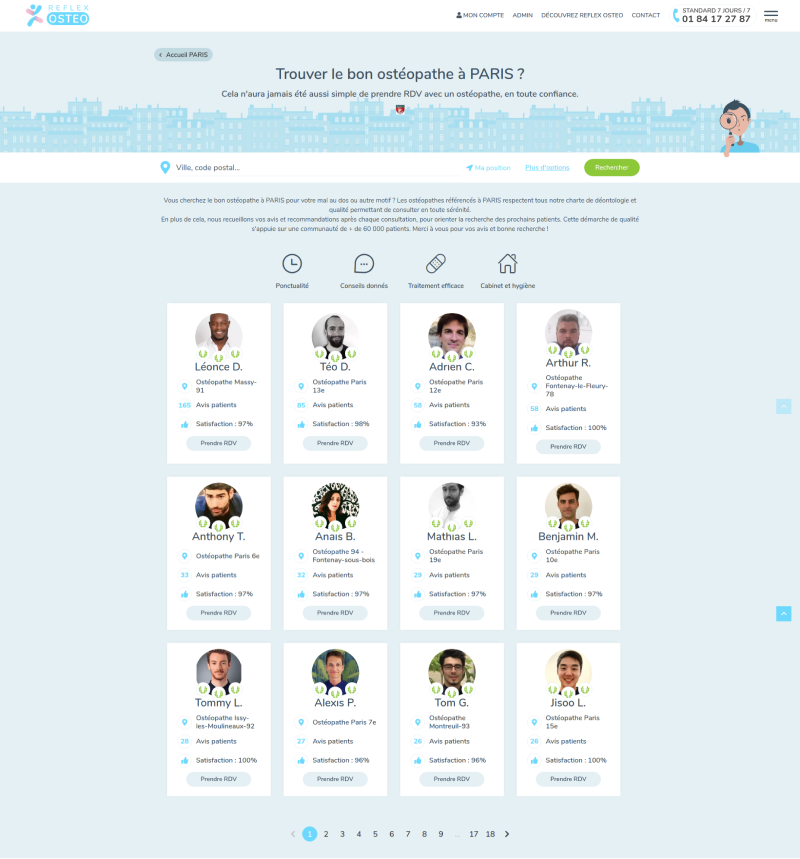 REFLEX
OSTEO
MON COMPTE
ADMIN
DÉCOUVREZ REFLEX OSTEO
CONTACT
STANDARD 7 JOURS / 7
01 84 17 27 87
menu
Accueil PARIS
Trouver le bon ostéopathe à PARIS ?
Cela n'aura jamais été aussi simple de prendre RDV avec un ostéopathe, en toute confiance.
Ville, code postal...
Ma position
Plus d'options
Rechercher
Vous cherchez le bon ostéopathe à PARIS pour votre mal au dos ou autre motif ? Les ostéopathes référencés à PARIS respectent tous notre charte de déontologie et
qualité permettant de consulter en toute sérénité.
En plus de cela, nous recueillons vos avis et recommandations après chaque consultation, pour orienter la recherche des prochains patients. Cette démarche de qualité
s'appuie sur une communauté de + de 60 000 patients. Merci à vous pour vos avis et bonne recherche !
Ponctualité
Conseils donnés
Traitement efficace
Cabinet et hygiène
Léonce D.
Ostéopathe Massy-
91
165 Avis patients
Satisfaction : 97%
Prendre RDV
Téo D.
Ostéopathe Paris
13e
85 Avis patients
Satisfaction : 98%
Prendre RDV
Adrien C.
Ostéopathe Paris
12e
58 Avis patients
Satisfaction : 93%
Prendre RDV
Arthur R.
Ostéopathe
Fontenay-le-Fleury-
78
58 Avis patients
Satisfaction : 100%
Prendre RDV
Anthony T.
Ostéopathe Paris 6e
33 Avis patients
Satisfaction : 97%
Prendre RDV
Anaïs B.
Ostéopathe 94 -
Fontenay-sous-bois
32 Avis patients
Satisfaction : 97%
Prendre RDV
Mathias L.
Ostéopathe Paris
19e
29 Avis patients
Satisfaction : 97%
Prendre RDV
Benjamin M.
Ostéopathe Paris
10e
29 Avis patients
Satisfaction : 97%
Prendre RDV
Tommy L.
Ostéopathe Issy-
les-Moulineaux-92
28 Avis patients
Satisfaction : 100%
Prendre RDV
Alexis P.
Ostéopathe Paris 7e
27 Avis patients
Satisfaction : 96%
Prendre RDV
Tom G.
Ostéopathe
Montreuil-93
26 Avis patients
Satisfaction : 96%
Prendre RDV
Jisoo L.
Ostéopathe Paris
15e
26 Avis patients
Satisfaction : 100%
Prendre RDV
1 2 3 4 5 6 7 8 9 ... 17 18